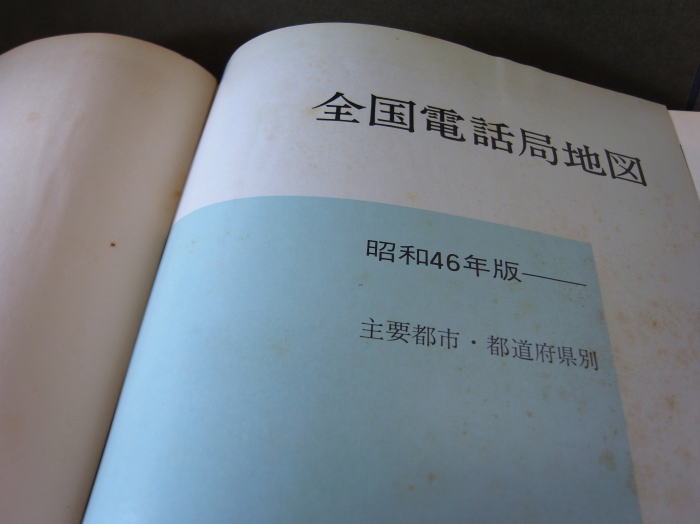 全国電話局地図
昭和46年版——
主要都市・都道府県別